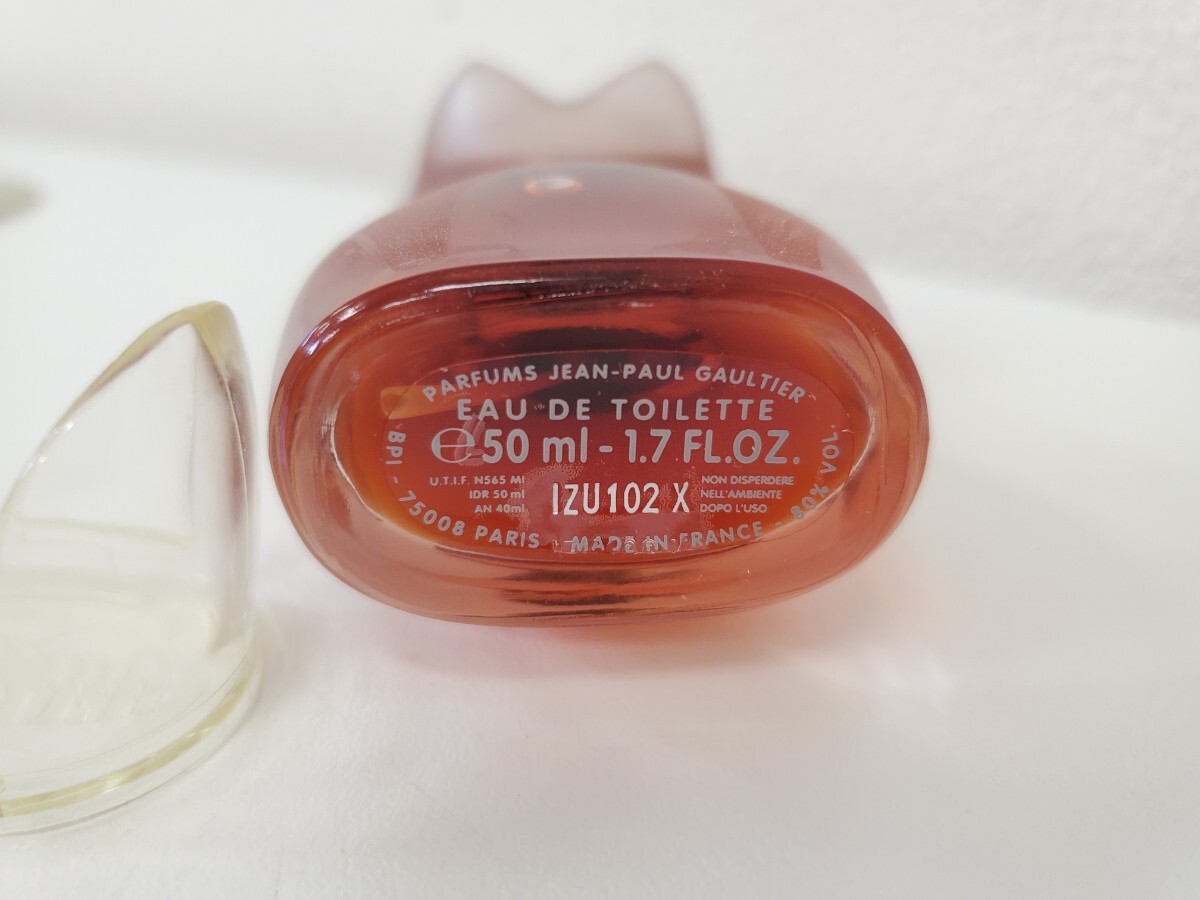 PARFUMS JEAN-PAUL GAULTIER
EAU DE TOILETTE
℮ 50 ml - 1.7 FL.OZ.
U.T.I.F. N565 MI
IDR 50 ml
AN 40ml
IZU102 X
NON DISPERDERE
NELL'AMBIENTE
DOPO L'USO
BPI - 75008 PARIS - MADE IN FRANCE - 80% VOL.